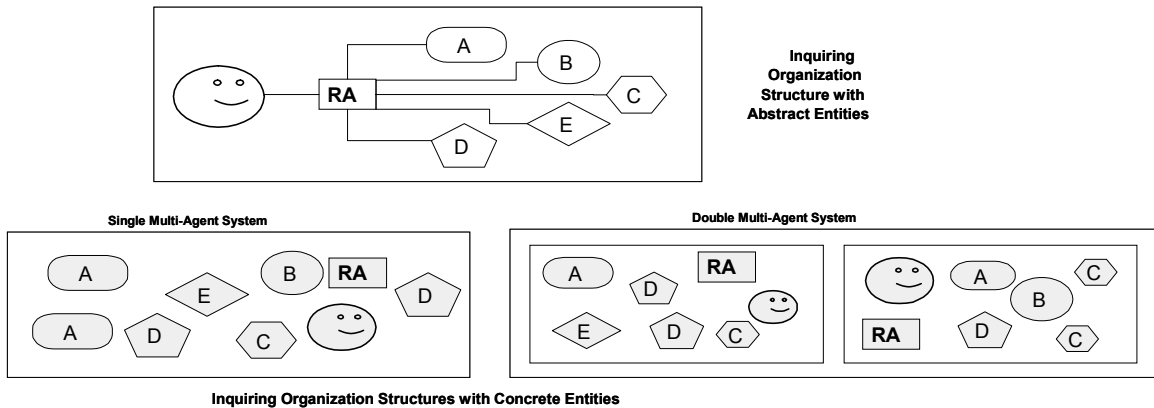 A
B
RA
C
E
D
Inquiring
Organization
Structure with
Abstract Entities
Single Multi-Agent System
A
B
RA
E
D
A
D
C
Double Multi-Agent System
A
D
RA
E
D
C
A
B
C
RA
D
C
Inquiring Organization Structures with Concrete Entities